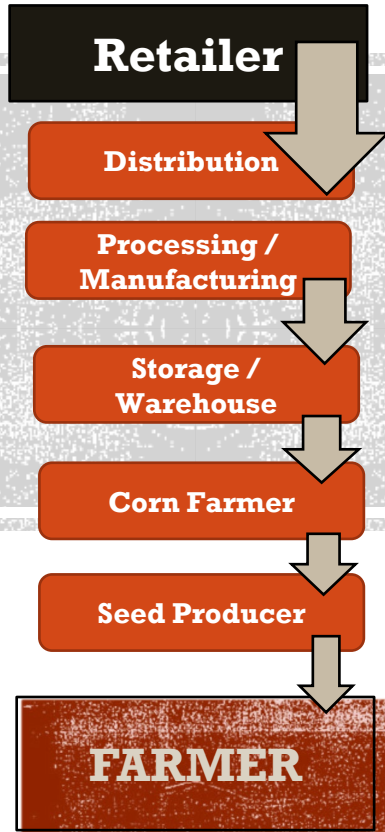 Retailer
Distribution
Processing /
Manufacturing
Storage /
Warehouse
Corn Farmer
Seed Producer
FARMER